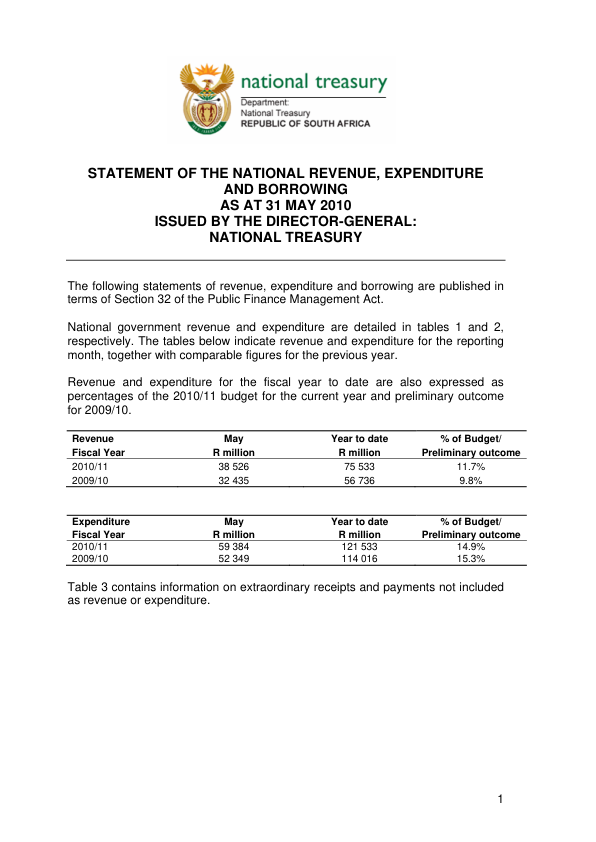 national treasury
Department:
National Treasury
REPUBLIC OF SOUTH AFRICA
STATEMENT OF THE NATIONAL REVENUE, EXPENDITURE
AND BORROWING
AS AT 31 MAY 2010
ISSUED BY THE DIRECTOR-GENERAL:
NATIONAL TREASURY
The following statements of revenue, expenditure and borrowing are published in
terms of Section 32 of the Public Finance Management Act.
National government revenue and expenditure are detailed in tables 1 and 2,
respectively. The tables below indicate revenue and expenditure for the reporting
month, together with comparable figures for the previous year.
Revenue and expenditure for the fiscal year to date are also expressed as
percentages of the 2010/11 budget for the current year and preliminary outcome
for 2009/10.
Revenue May Year to date % of Budget/
Fiscal Year R million R million Preliminary outcome
2010/11 38 526 75 533 11.7%
2009/10 32 435 56 736 9.8%
Expenditure May Year to date % of Budget/
Fiscal Year R million R million Preliminary outcome
2010/11 59 384 121 533 14.9%
2009/10 52 349 114 016 15.3%
Table 3 contains information on extraordinary receipts and payments not included
as revenue or expenditure.
1